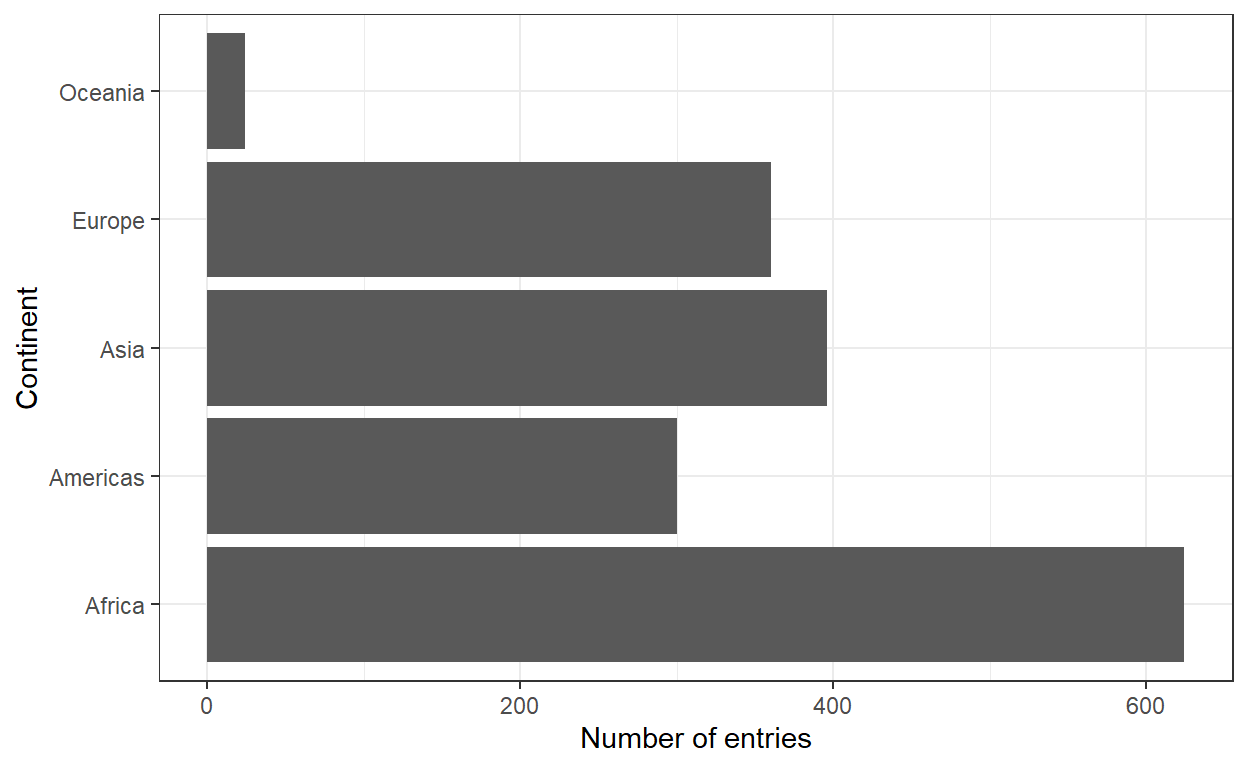 Oceania
Europe
Asia
Americas
Africa
Continent
0 200 400 600
Number of entries